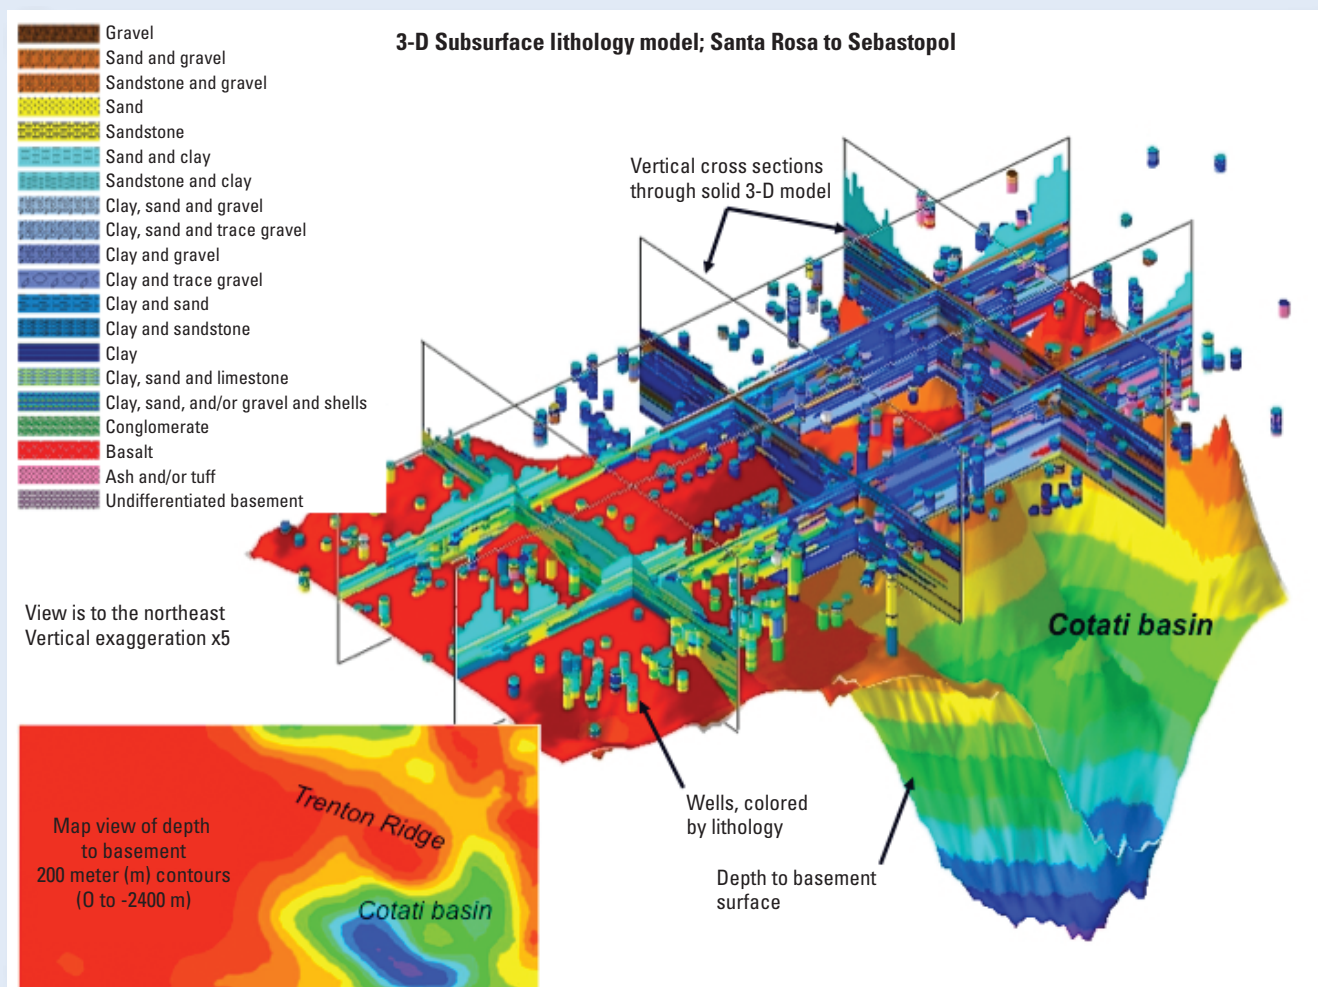 3-D Subsurface lithology model; Santa Rosa to Sebastopol
Gravel
Sand and gravel
Sandstone and gravel
Sand
Sandstone
Sand and clay
Sandstone and clay
Clay, sand and gravel
Clay, sand and trace gravel
Clay and gravel
Clay and trace gravel
Clay and sand
Clay and sandstone
Clay
Clay, sand and limestone
Clay, sand, and/or gravel and shells
Conglomerate
Basalt
Ash and/or tuff
Undifferentiated basement
Vertical cross sections
through solid 3-D model
View is to the northeast
Vertical exaggeration x5
Cotati basin
Wells, colored
by lithology
Depth to basement
surface
Trenton Ridge
Map view of depth
to basement
200 meter (m) contours
(0 to -2400 m)
Cotati basin